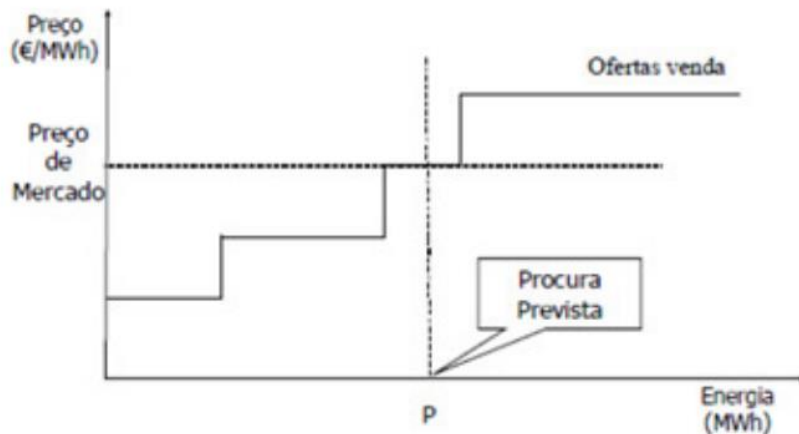 Preço
(€/MWh)
Ofertas venda
Preço
de
Mercado
Procura
Prevista
P
Energia
(MWh)